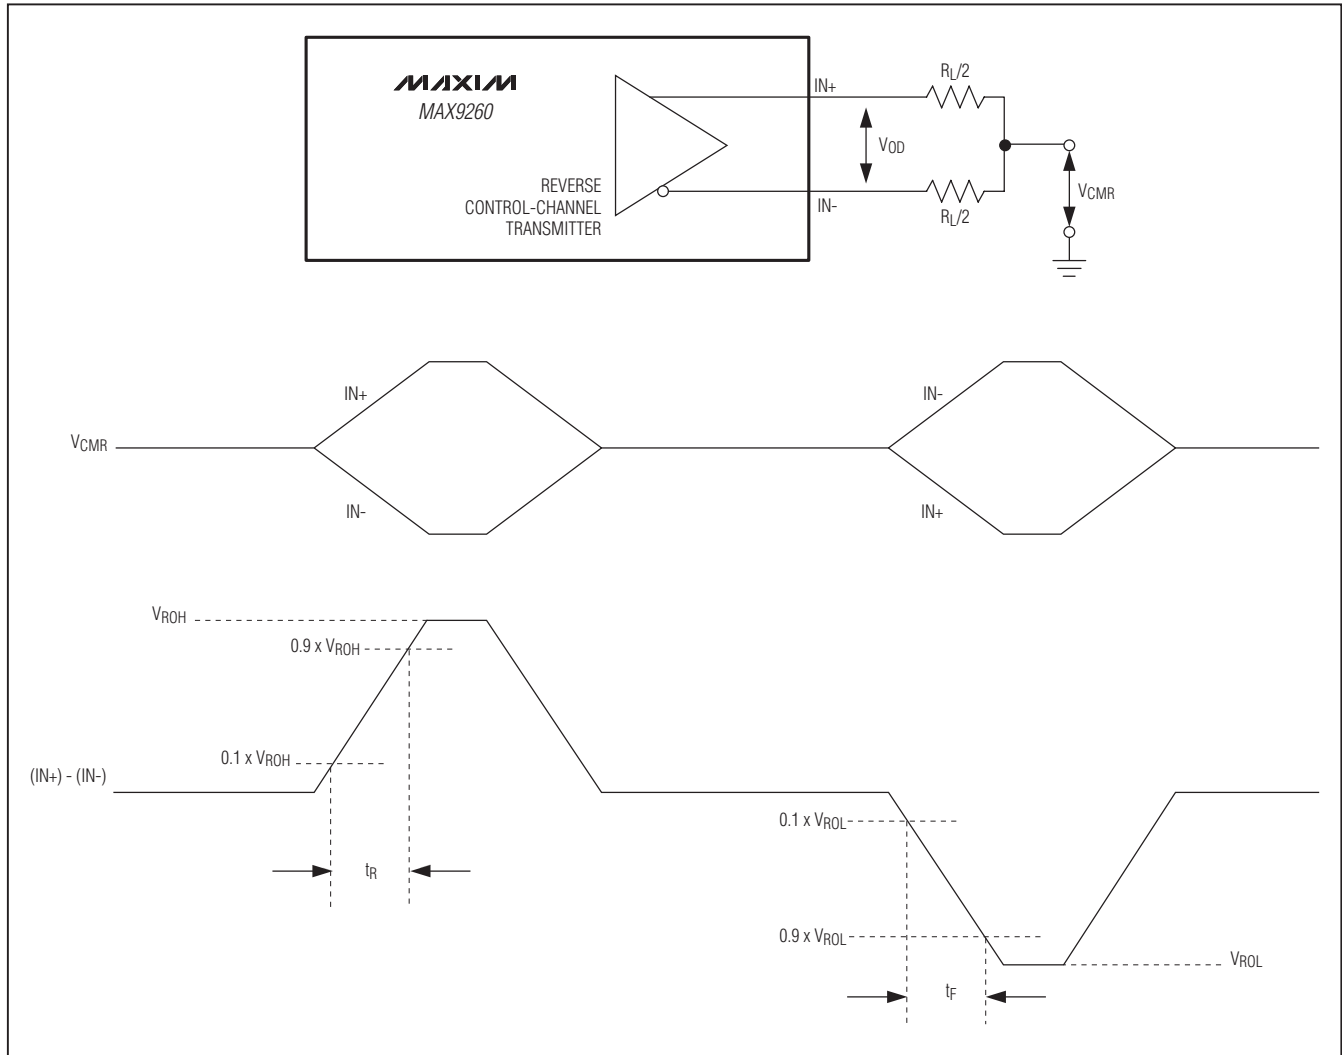 MAXIM
MAX9260
REVERSE
CONTROL-CHANNEL
TRANSMITTER
IN+
IN-
VOD
RL/2
RL/2
VCMR
VCMR
IN+
IN-
IN-
IN+
VROH
0.9 x VROH
0.1 x VROH
(IN+) - (IN-)
tR
0.1 x VROL
0.9 x VROL
VROL
tF